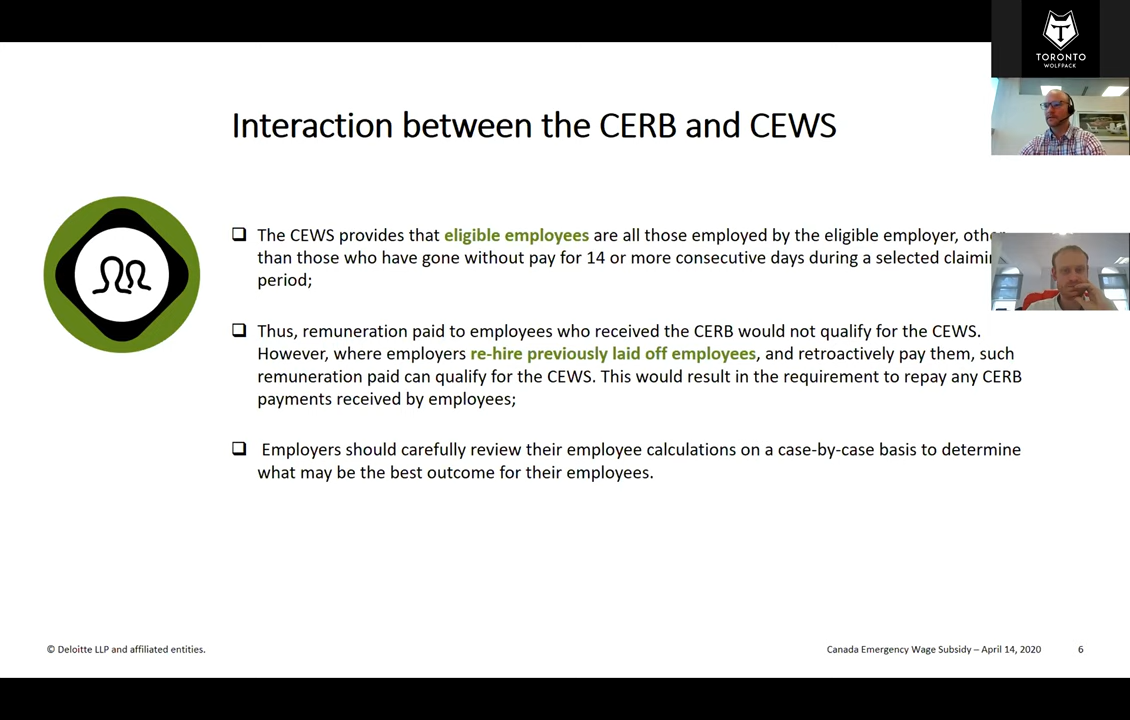 TORONTO
WOLFPACK
Interaction between the CERB and CEWS
❑ The CEWS provides that eligible employees are all those employed by the eligible employer,
than those who have gone without pay for 14 or more consecutive days during a selected
period;
❑ Thus, remuneration paid to employees who received the CERB would not qualify for the CEWS.
However, where employers re-hire previously laid off employees, and retroactively pay them, such
remuneration paid can qualify for the CEWS. This would result in the requirement to repay any CERB
payments received by employees;
❑ Employers should carefully review their employee calculations on a case-by-case basis to determine
what may be the best outcome for their employees.
© Deloitte LLP and affiliated entities.
Canada Emergency Wage Subsidy – April 14, 2020 6